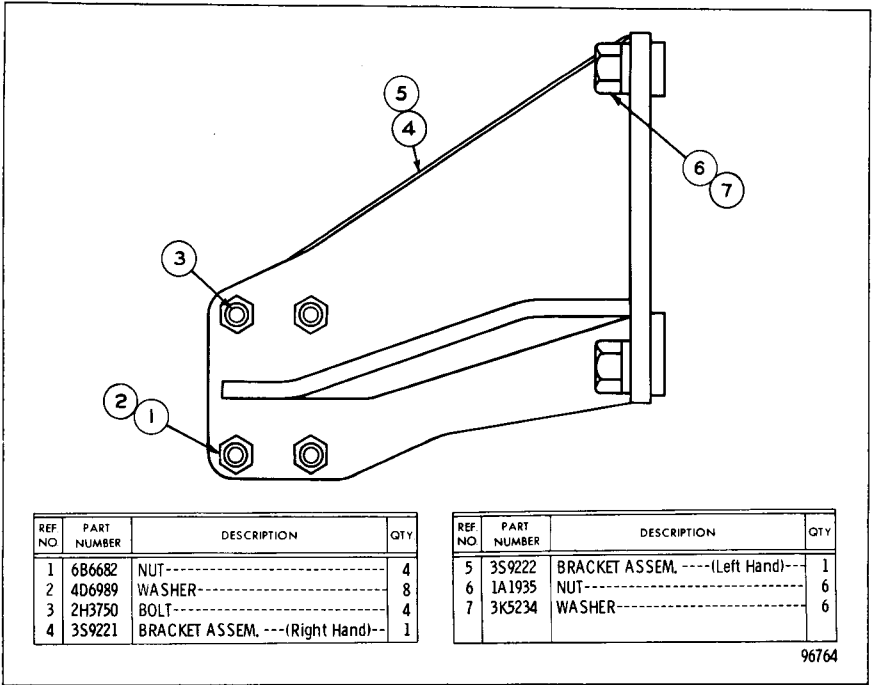 5
4
6
7
3
2
1
REF. NO. PART NUMBER DESCRIPTION QTY
1 6B6682 NUT 4
2 4D6989 WASHER 8
3 2H3750 BOLT 4
4 3S9221 BRACKET ASSEM. ---(Right Hand)-- 1
REF. NO. PART NUMBER DESCRIPTION QTY
5 3S9222 BRACKET ASSEM. ----(Left Hand)--- 1
6 1A1935 NUT 6
7 3K5234 WASHER 6
96764